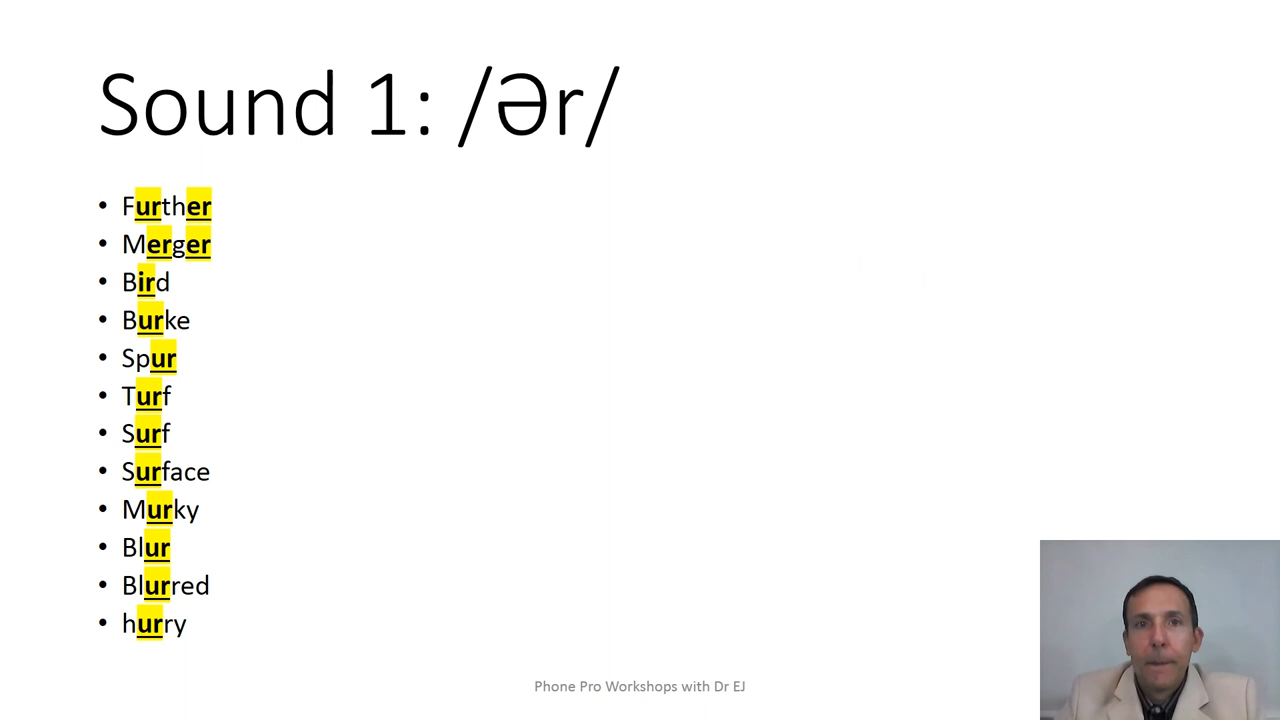 Sound 1: /Ər/
• Further
• Merger
• Bird
• Burke
• Spur
• Turf
• Surf
• Surface
• Murky
• Blur
• Blurred
• hurry
Phone Pro Workshops with Dr EJ